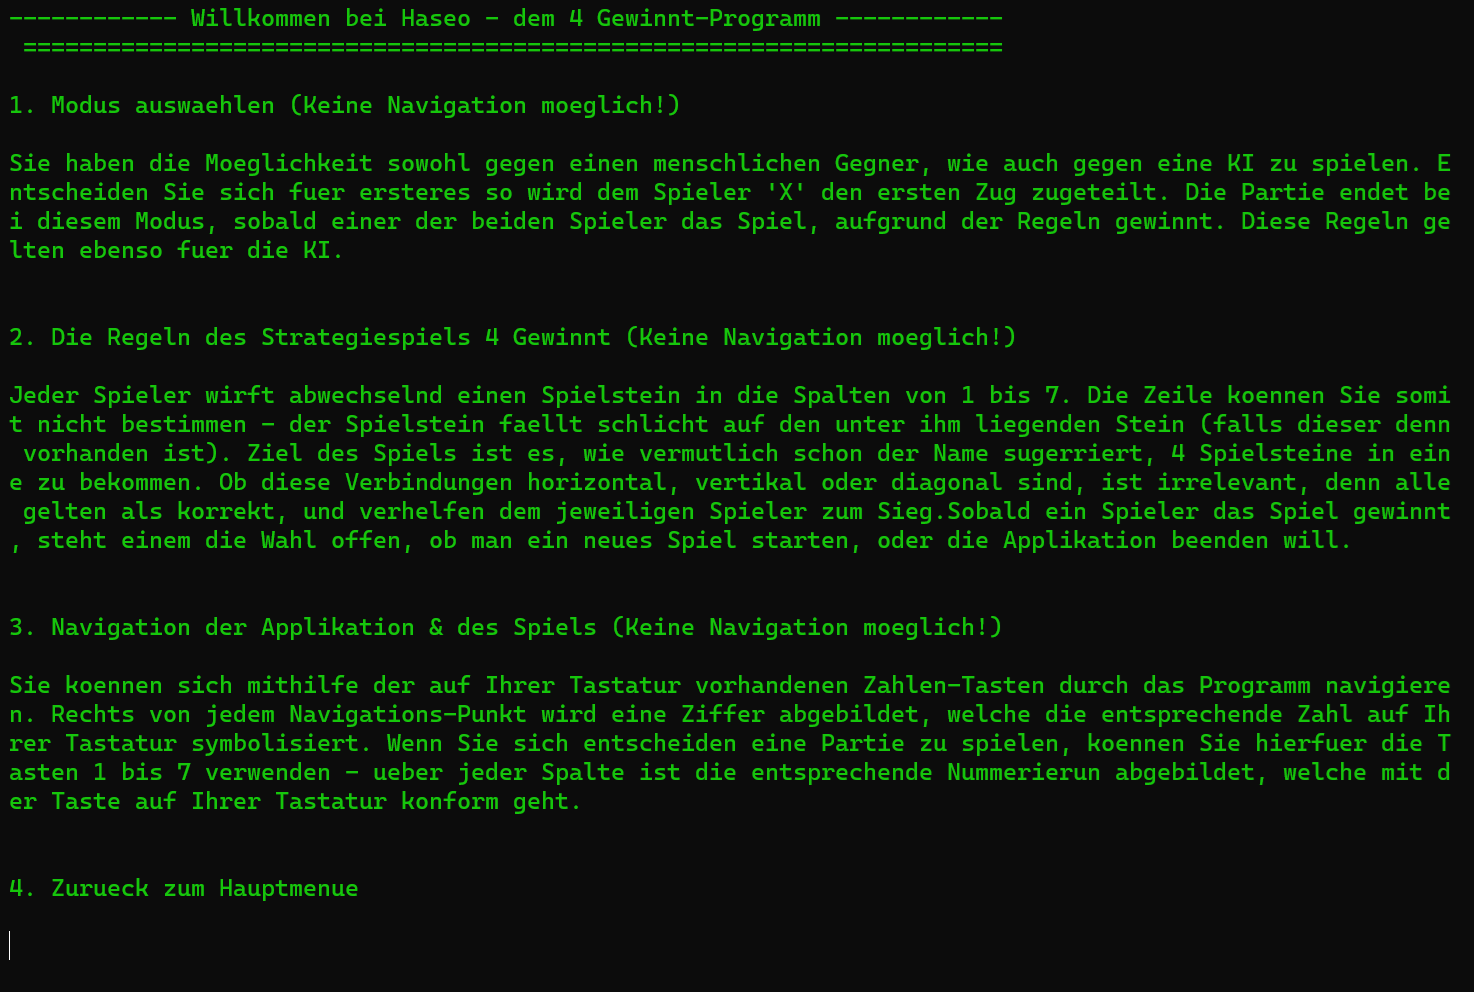 ------------ Willkommen bei Haseo - dem 4 Gewinnt-Programm ------------
======================================================================
1. Modus auswaehlen (Keine Navigation moeglich!)
Sie haben die Moeglichkeit sowohl gegen einen menschlichen Gegner, wie auch gegen eine KI zu spielen. E
ntscheiden Sie sich fuer ersteres so wird dem Spieler 'X' den ersten Zug zugeteilt. Die Partie endet be
i diesem Modus, sobald einer der beiden Spieler das Spiel, aufgrund der Regeln gewinnt. Diese Regeln ge
lten ebenso fuer die KI.
2. Die Regeln des Strategiespiels 4 Gewinnt (Keine Navigation moeglich!)
Jeder Spieler wirft abwechselnd einen Spielstein in die Spalten von 1 bis 7. Die Zeile koennen Sie somi
t nicht bestimmen - der Spielstein faellt schlicht auf den unter ihm liegenden Stein (falls dieser denn
 vorhanden ist). Ziel des Spiels ist es, wie vermutlich schon der Name sugerriert, 4 Spielsteine in ein
e zu bekommen. Ob diese Verbindungen horizontal, vertikal oder diagonal sind, ist irrelevant, denn alle
 gelten als korrekt, und verhelfen dem jeweiligen Spieler zum Sieg.Sobald ein Spieler das Spiel gewinnt
, steht einem die Wahl offen, ob man ein neues Spiel starten, oder die Applikation beenden will.
3. Navigation der Applikation & des Spiels (Keine Navigation moeglich!)
Sie koennen sich mithilfe der auf Ihrer Tastatur vorhandenen Zahlen-Tasten durch das Programm navigiere
n. Rechts von jedem Navigations-Punkt wird eine Ziffer abgebildet, welche die entsprechende Zahl auf Ih
rer Tastatur symbolisiert. Wenn Sie sich entscheiden eine Partie zu spielen, koennen Sie hierfuer die T
asten 1 bis 7 verwenden - ueber jeder Spalte ist die entsprechende Nummerierun abgebildet, welche mit d
er Taste auf Ihrer Tastatur konform geht.
4. Zurueck zum Hauptmenue